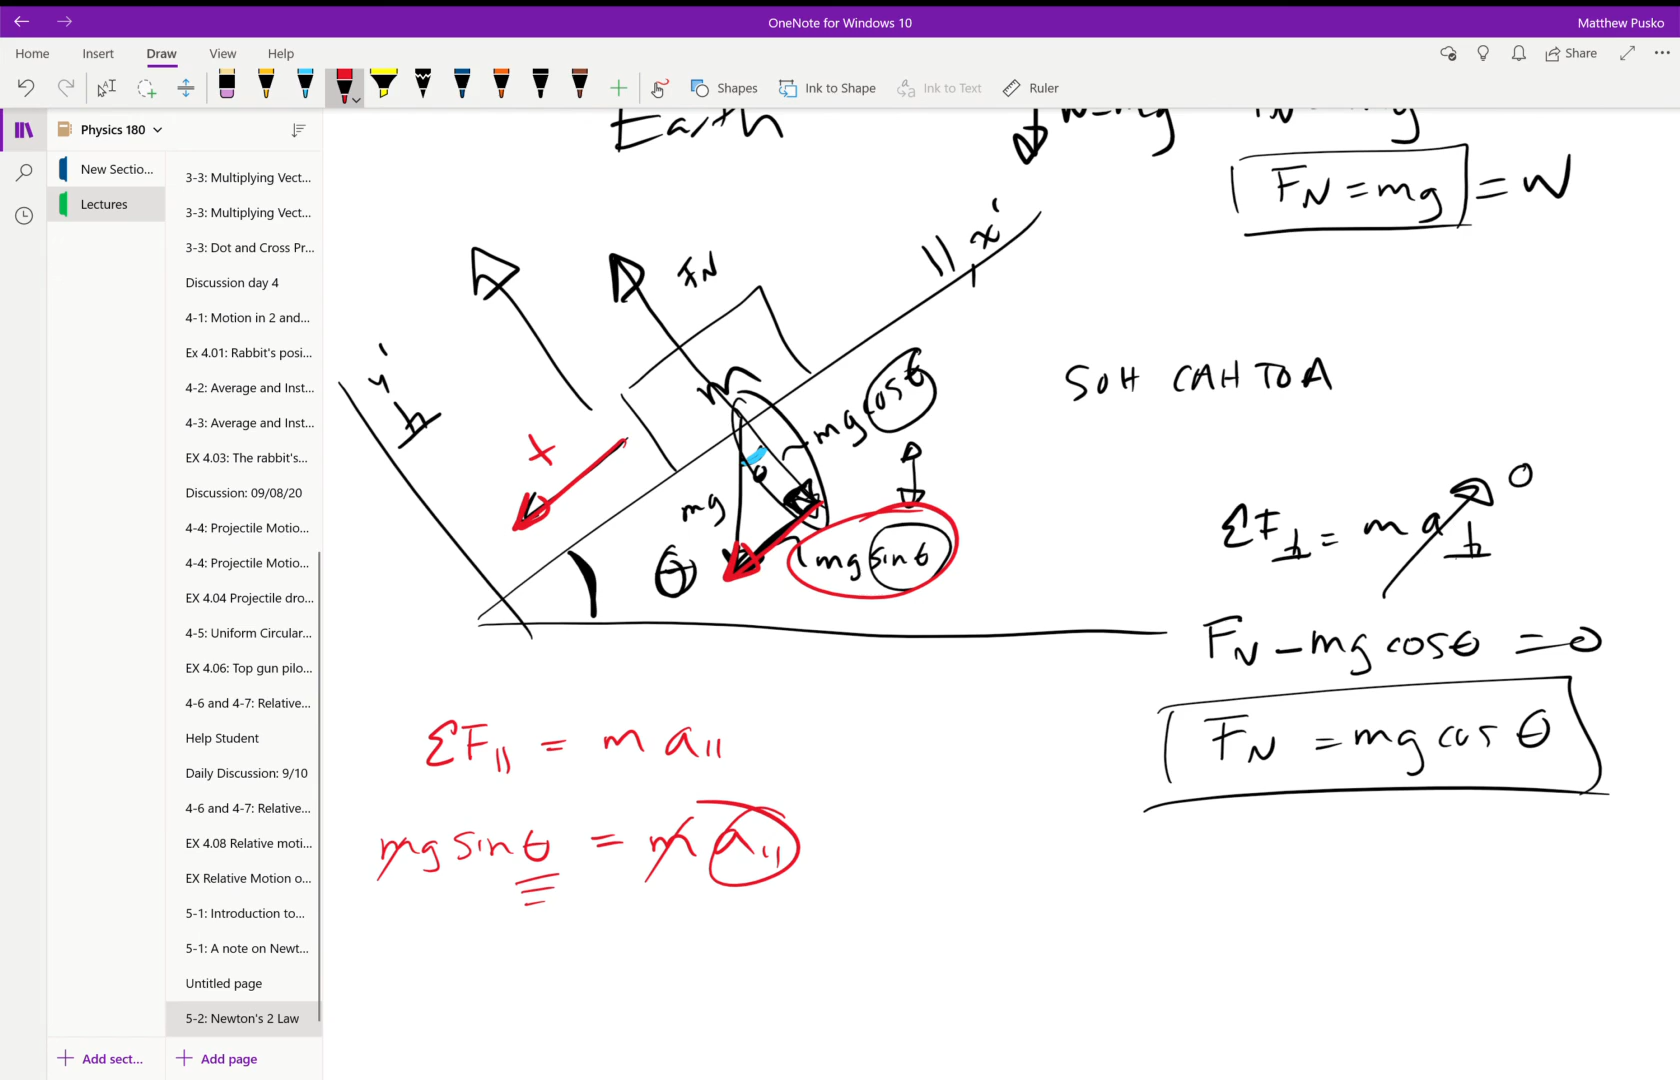 OneNote for Windows 10
Matthew Pusko
Home Insert Draw View Help
Share
Shapes Ink to Shape Ink to Text Ruler
Physics 180
New Sectio...
Lectures
3-3: Multiplying Vect...
3-3: Multiplying Vect...
3-3: Dot and Cross Pr...
Discussion day 4
4-1: Motion in 2 and...
Ex 4.01: Rabbit's posi...
4-2: Average and Inst...
4-3: Average and Inst...
EX 4.03: The rabbit's...
Discussion: 09/08/20
4-4: Projectile Motio...
4-4: Projectile Motio...
EX 4.04 Projectile dro...
4-5: Uniform Circular...
EX 4.06: Top gun pilo...
4-6 and 4-7: Relative...
Help Student
Daily Discussion: 9/10
4-6 and 4-7: Relative...
EX 4.08 Relative moti...
EX Relative Motion o...
5-1: Introduction to...
5-1: A note on Newt...
Untitled page
5-2: Newton's 2 Law
Add sect...
Add page
Earth
W=mg
F_N = mg = W
|| x'
F_N
y' ⊥
m
mg cosθ
+
θ
mg
mg sinθ
θ
SOH CAH TOA
ΣF⊥ = m a⊥ 0
F_N - mg cosθ = 0
F_N = mg cos θ
ΣF|| = m a||
mg sin θ = m a||